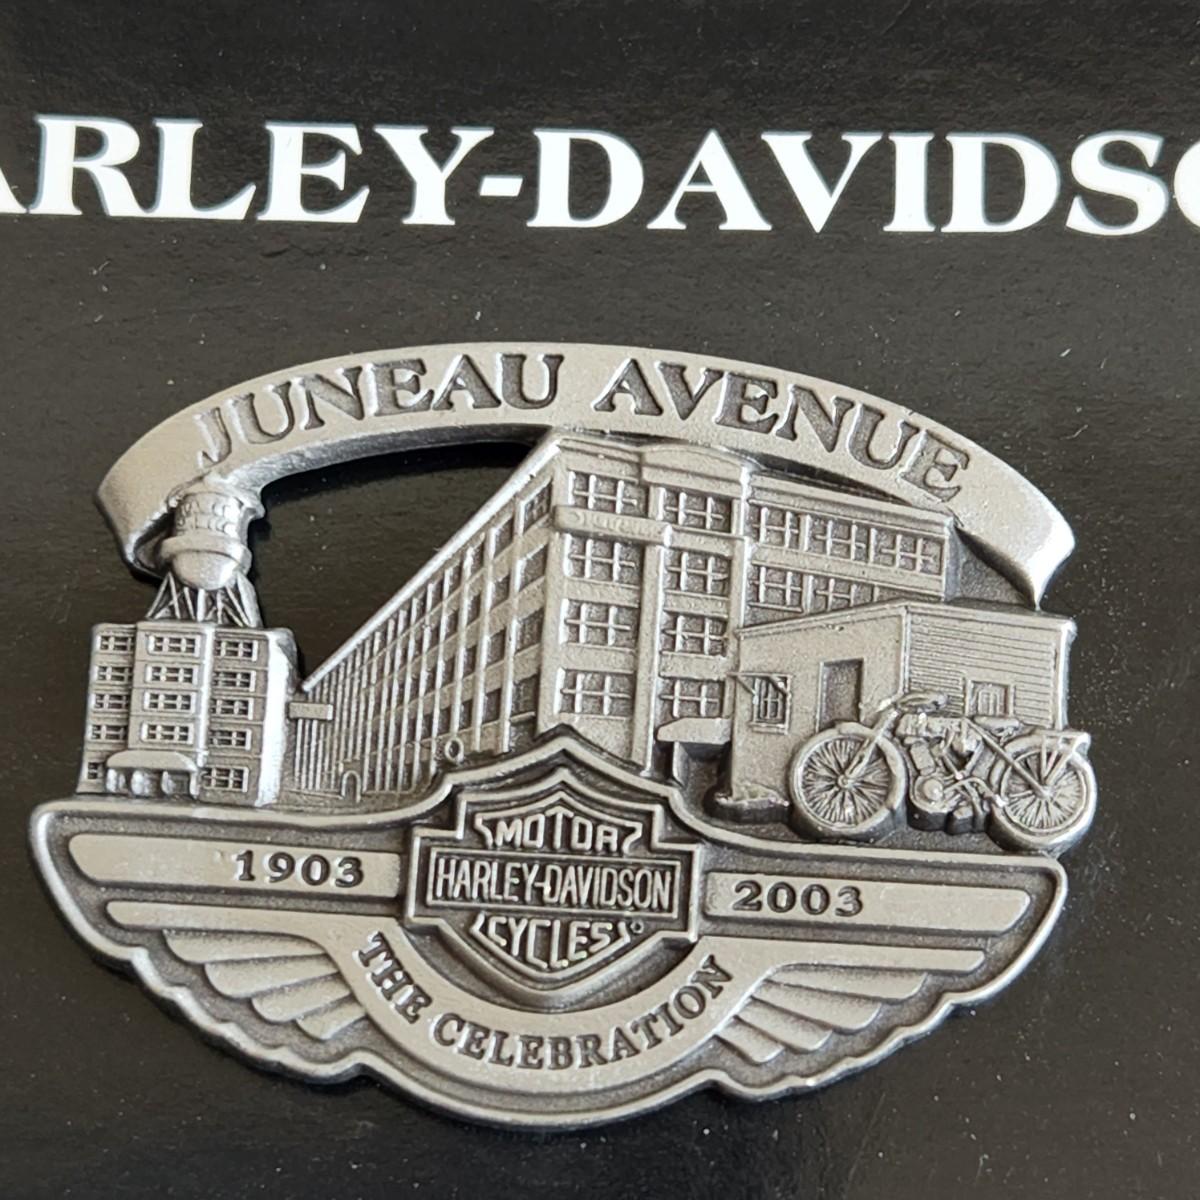 ARLEY-DAVIDSO
JUNEAU AVENUE
MOTOR
HARLEY-DAVIDSON
CYCLES®
1903
2003
THE CELEBRATION